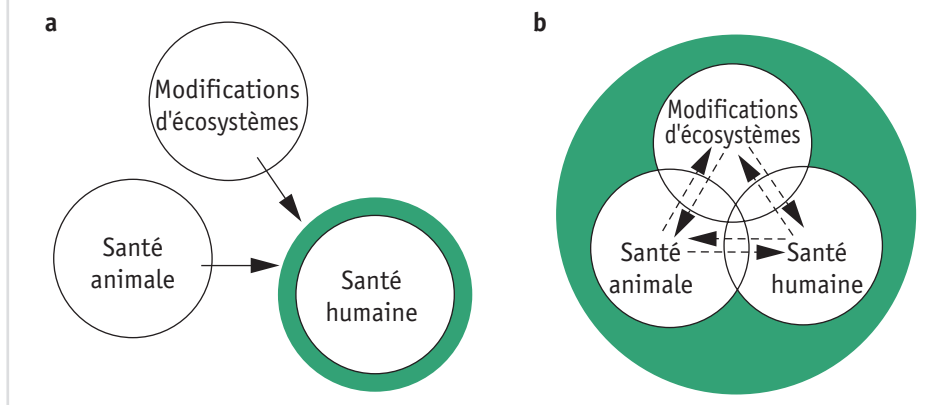 a
Modifications
d'écosystèmes
Santé
animale
Santé
humaine
b
Modifications
d'écosystèmes
Santé
animale
Santé
humaine